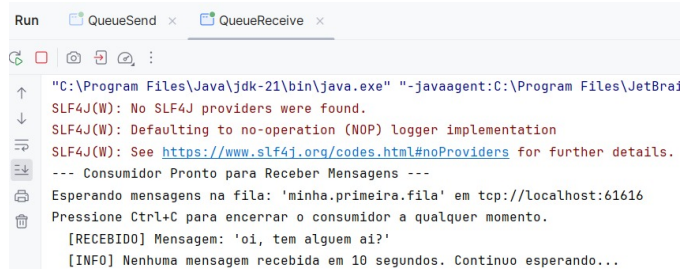 Run QueueSend QueueReceive
"C:\Program Files\Java\jdk-21\bin\java.exe" "-javaagent:C:\Program Files\JetBrai
SLF4J(W): No SLF4J providers were found.
SLF4J(W): Defaulting to no-operation (NOP) logger implementation
SLF4J(W): See https://www.slf4j.org/codes.html#noProviders for further details.
--- Consumidor Pronto para Receber Mensagens ---
Esperando mensagens na fila: 'minha.primeira.fila' em tcp://localhost:61616
Pressione Ctrl+C para encerrar o consumidor a qualquer momento.
[RECEBIDO] Mensagem: 'oi, tem alguem ai?'
[INFO] Nenhuma mensagem recebida em 10 segundos. Continuo esperando...